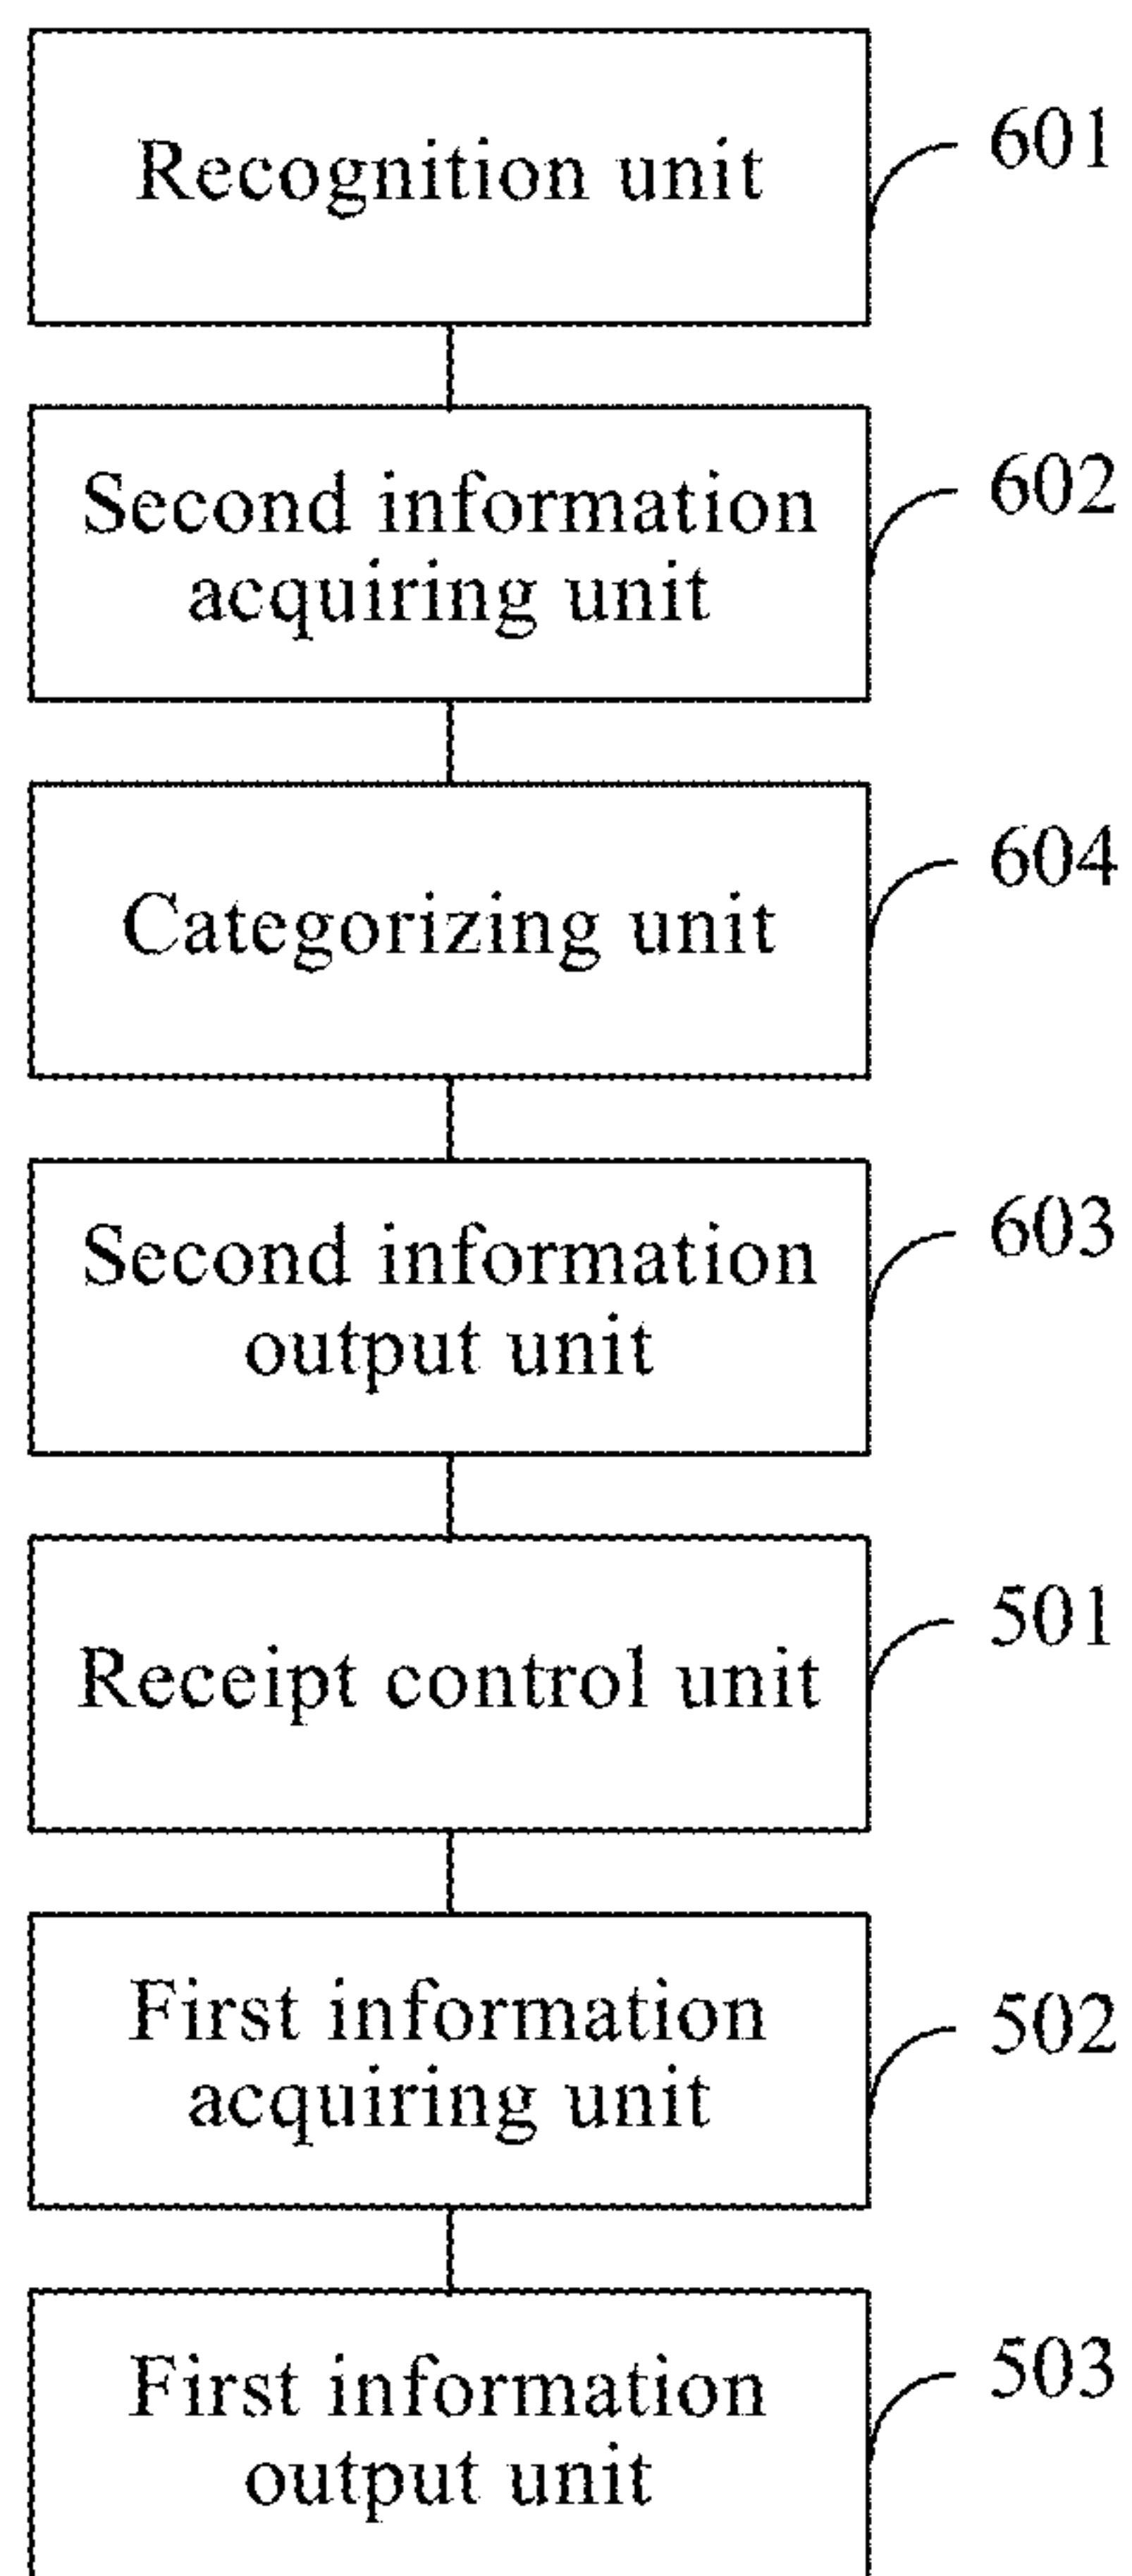 Recognition unit
601
Second information
acquiring unit
602
Categorizing unit
604
Second information
output unit
603
Receipt control unit
501
First information
acquiring unit
502
First information
output unit
503